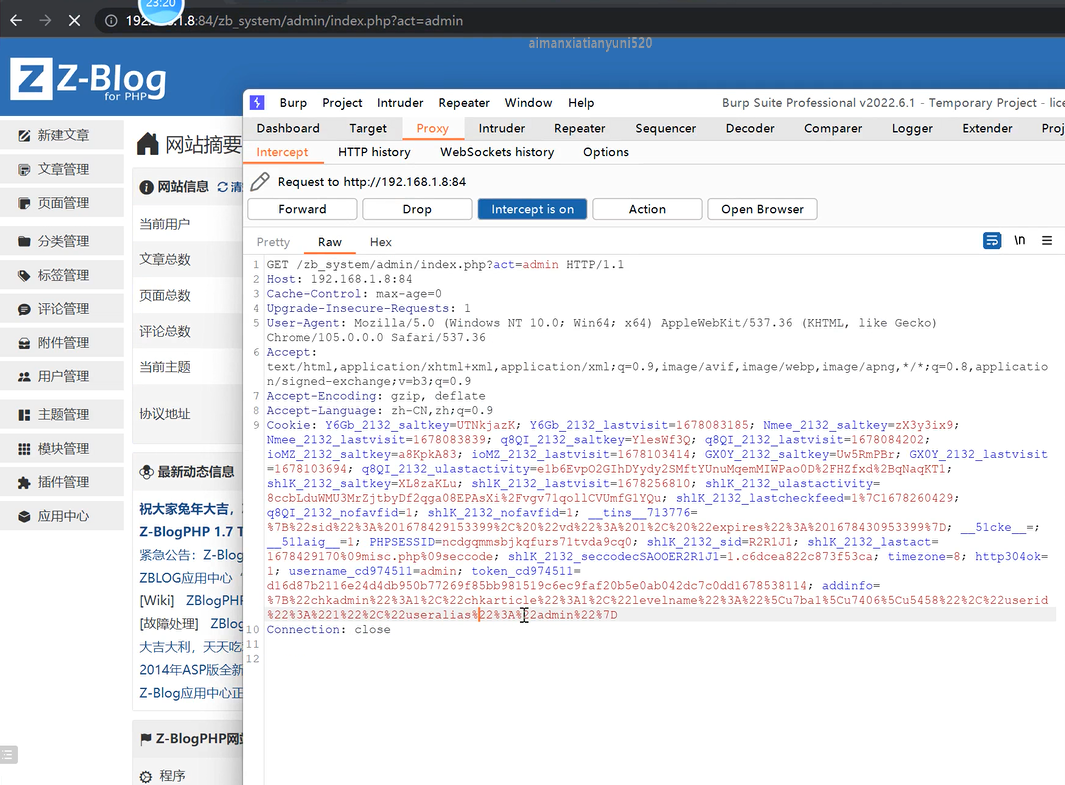 23:20
192. .1.8:84/zb_system/admin/index.php?act=admin
aimanxiatianyuni520
Z-Blog
for PHP
新建文章
文章管理
页面管理
分类管理
标签管理
评论管理
附件管理
用户管理
主题管理
模块管理
插件管理
应用中心
网站摘要
网站信息 清
当前用户
文章总数
页面总数
评论总数
当前主题
协议地址
最新动态信息
祝大家兔年大吉,
Z-BlogPHP 1.7 T
紧急公告：Z-Blog
ZBLOG应用中心
[Wiki] ZBlogPHP
[故障处理] ZBlog
大吉大利，天天吃
2014年ASP版全新
Z-Blog应用中心正
Z-BlogPHP网站
程序
Burp Project Intruder Repeater Window Help Burp Suite Professional v2022.6.1 - Temporary Project - lice
Dashboard Target Proxy Intruder Repeater Sequencer Decoder Comparer Logger Extender Proj
Intercept HTTP history WebSockets history Options
Request to http://192.168.1.8:84
Forward Drop Intercept is on Action Open Browser
Pretty Raw Hex \n
1 GET /zb_system/admin/index.php?act=admin HTTP/1.1
2 Host: 192.168.1.8:84
3 Cache-Control: max-age=0
4 Upgrade-Insecure-Requests: 1
5 User-Agent: Mozilla/5.0 (Windows NT 10.0; Win64; x64) AppleWebKit/537.36 (KHTML, like Gecko)
Chrome/105.0.0.0 Safari/537.36
6 Accept:
text/html,application/xhtml+xml,application/xml;q=0.9,image/avif,image/webp,image/apng,*/*;q=0.8,applicatio
n/signed-exchange;v=b3;q=0.9
7 Accept-Encoding: gzip, deflate
8 Accept-Language: zh-CN,zh;q=0.9
9 Cookie: Y6Gb_2132_saltkey=UTNkjazK; Y6Gb_2132_lastvisit=1678083185; Nmee_2132_saltkey=zX3y3ix9;
Nmee_2132_lastvisit=1678083839; q8QI_2132_saltkey=YlesWf3Q; q8QI_2132_lastvisit=1678084202;
ioMZ_2132_saltkey=a8KpkA83; ioMZ_2132_lastvisit=1678103414; GX0Y_2132_saltkey=Uw5RmPBr; GX0Y_2132_lastvisit
=1678103694; q8QI_2132_ulastactivity=e1b6EvpO2GIhDYydy2SMftYUnuMqemMIWPaoOD%2FHZfxd%2BqNaqKT1;
shlK_2132_saltkey=XL8zaKLu; shlK_2132_lastvisit=1678256810; shlK_2132_ulastactivity=
8ccbLduWMU3MrZjtbyDf2qga08EPAsXi%2Fvgv71qollCVUmfGlYQu; shlK_2132_lastcheckfeed=1%7C1678260429;
q8QI_2132_nofavfid=1; shlK_2132_nofavfid=1; __tins__713776=
%7B%22sid%22%3A%201678429153399%2C%20%22vd%22%3A%201%2C%20%22expires%22%3A%201678430953399%7D; __51cke__=;
__51laig__=1; PHPSESSID=ncdgqmmsbjkqfurs71tvda9cq0; shlK_2132_sid=R2R1J1; shlK_2132_lastact=
1678429170%09misc.php%09seccode; shlK_2132_seccodecSAOOER2R1J1=1.c6dcea822c873f53ca; timezone=8; http304ok=
1; username_cd974511=admin; token_cd974511=
d16d87b2116e24d4db950b77269f85bb981519c6ec9faf20b5e0ab042dc7c0dd1678538114; addinfo=
%7B%22chkadmin%22%3A1%2C%22chkarticle%22%3A1%2C%22levelname%22%3A%22%5Cu7ba1%5Cu7406%5Cu5458%22%2C%22userid
%22%3A%221%22%2C%22useralias%22%3A%22admin%22%7D
10 Connection: close
11
12